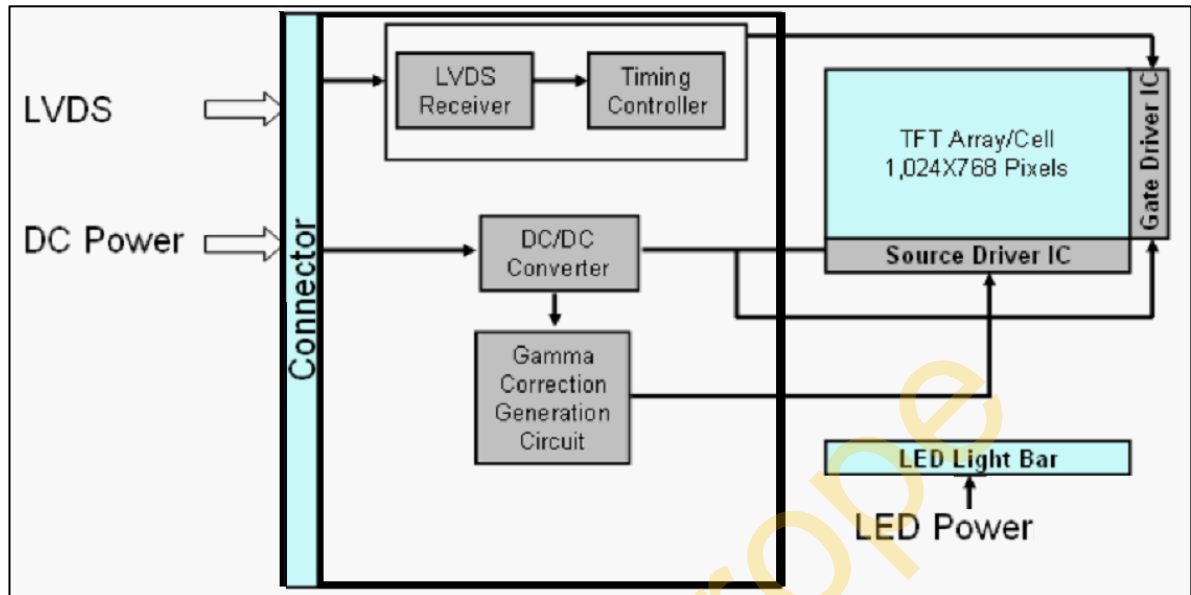 LVDS
DC Power
Connector
LVDS
Receiver
Timing
Controller
DC/DC
Converter
Gamma
Correction
Generation
Circuit
TFT Array/Cell
1,024X768 Pixels
Gate Driver IC
Source Driver IC
LED Light Bar
LED Power
rope